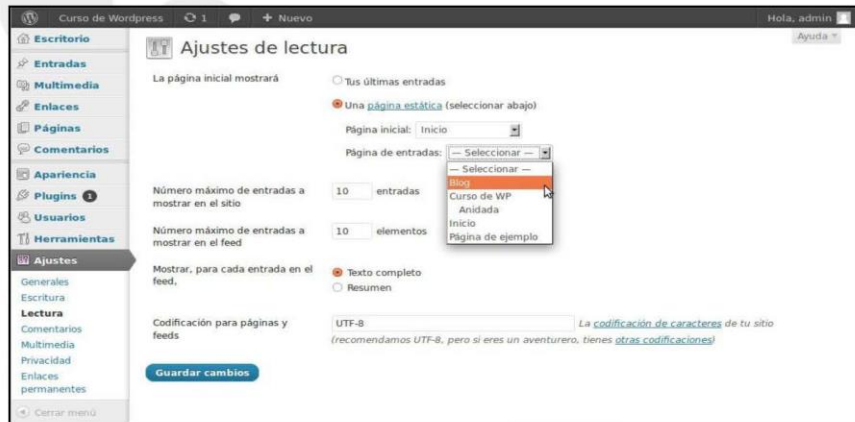 Curso de Wordpress 1 + Nuevo Hola, admin
Ayuda
Escritorio
Entradas
Multimedia
Enlaces
Páginas
Comentarios
Apariencia
Plugins 1
Usuarios
Herramientas
Ajustes
Generales
Escritura
Lectura
Comentarios
Multimedia
Privacidad
Enlaces
permanentes
Cerrar menú
Ajustes de lectura
La página inicial mostrará
Tus últimas entradas
Una página estática (seleccionar abajo)
Página inicial: Inicio
Página de entradas: — Seleccionar —
— Seleccionar —
Blog
Curso de WP
Anidada
Inicio
Página de ejemplo
Número máximo de entradas a
mostrar en el sitio
10 entradas
Número máximo de entradas a
mostrar en el feed
10 elementos
Mostrar, para cada entrada en el
feed,
Texto completo
Resumen
Codificación para páginas y
feeds
UTF-8 La codificación de caracteres de tu sitio
(recomendamos UTF-8, pero si eres un aventurero, tienes otras codificaciones)
Guardar cambios